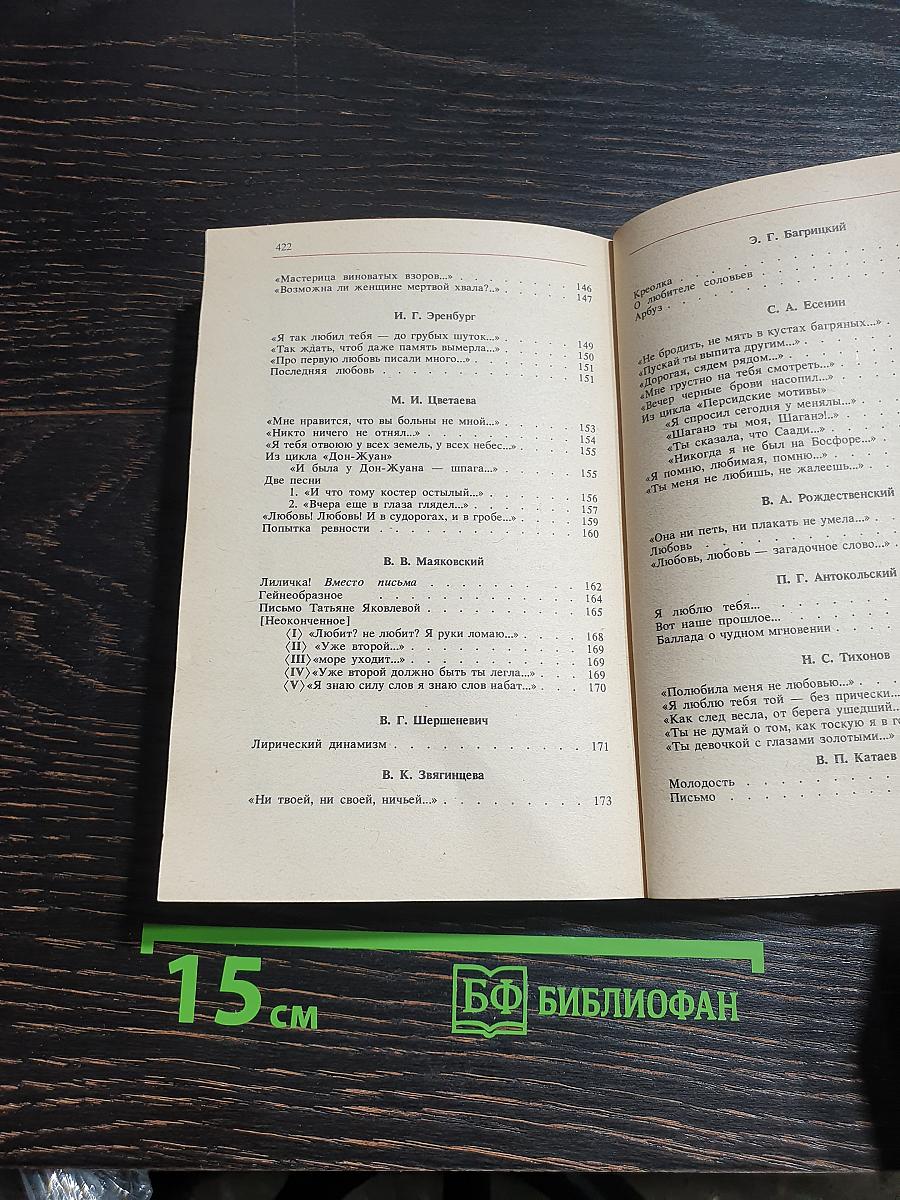 422
«Мастерица виноватых взоров...» . . . . . . . . 146
«Возможна ли женщине мертвой хвала?..» . . . . . . 147
И. Г. Эренбург
«Я так любил тебя — до грубых шуток...» . . . . . . 149
«Так ждать, чтоб даже память вымерла...» . . . . . . 150
«Про первую любовь писали много...» . . . . . . . 151
Последняя любовь . . . . . . . . . . . . 151
М. И. Цветаева
«Мне нравится, что вы больны не мной...» . . . . . . 153
«Никто ничего не отнял...» . . . . . . . . . . 154
«Я тебя отвоюю у всех земель, у всех небес...» . . . . 155
Из цикла «Дон-Жуан»
«И была у Дон-Жуана — шпага...» . . . . . . . 155
Две песни
1. «И что тому костер остылый...» . . . . . . . 156
2. «Вчера еще в глаза глядел...» . . . . . . . . 157
«Любовь! Любовь! И в судорогах, и в гробе...» . . . . 159
Попытка ревности . . . . . . . . . . . . 160
В. В. Маяковский
Лиличка! Вместо письма . . . . . . . . . . 162
Гейнеобразное . . . . . . . . . . . . 164
Письмо Татьяне Яковлевой . . . . . . . . . . 165
[Неоконченное]
〈I〉 «Любит? не любит? Я руки ломаю...» . . . . . 168
〈II〉 «Уже второй...» . . . . . . . . . . 169
〈III〉«море уходит...» . . . . . . . . . . 169
〈IV〉«Уже второй должно быть ты легла...» . . . . 169
〈V〉«Я знаю силу слов я знаю слов набат...» . . . . 170
В. Г. Шершеневич
Лирический динамизм . . . . . . . . . . . 171
В. К. Звягинцева
«Ни твоей, ни своей, ничьей...» . . . . . . . . . 173
Э. Г. Багрицкий
Креолка . . . . . . . .
О любителе соловьев . . . . .
Арбуз . . . . . . . .
С. А. Есенин
«Не бродить, не мять в кустах багряных...» .
«Пускай ты выпита другим...» . . . .
«Дорогая, сядем рядом...» . . . .
«Мне грустно на тебя смотреть...» . . .
«Вечер черные брови насопил...» . . .
Из цикла «Персидские мотивы»
«Я спросил сегодня у менялы...» . . .
«Шаганэ ты моя, Шаганэ!..» . . . .
«Ты сказала, что Саади...» . . . .
«Никогда я не был на Босфоре...» . .
«Я помню, любимая, помню...» . . .
«Ты меня не любишь, не жалеешь...» . .
В. А. Рождественский
«Она ни петь, ни плакать не умела...» .
Любовь . . . . . . . .
«Любовь, любовь — загадочное слово...» .
П. Г. Антокольский
Я люблю тебя... . . . . . .
Вот наше прошлое... . . . . .
Баллада о чудном мгновении . . . .
Н. С. Тихонов
«Полюбила меня не любовью...» . .
«Я люблю тебя той — без прически...
«Как след весла, от берега ушедший...
«Ты не думай о том, как тоскую я в
«Ты девочкой с глазами золотыми...»
В. П. Катаев
Молодость . . . . . . .
Письмо . . . . . . . .
15 см
БФ БИБЛИОФАН